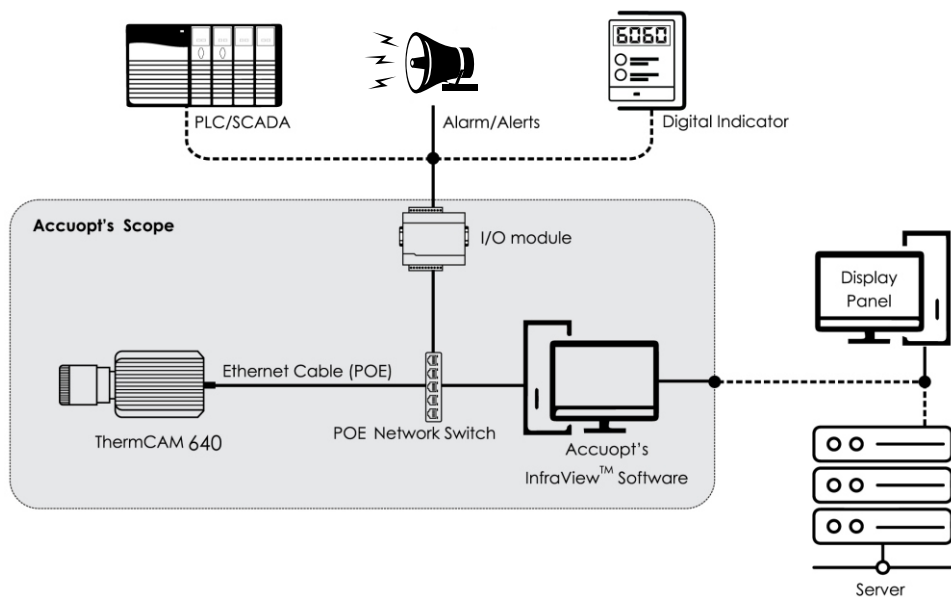 6060
PLC/SCADA
Alarm/Alerts
Digital Indicator
Accuopt's Scope
I/O module
Display
Panel
Ethernet Cable (POE)
ThermCAM 640
POE Network Switch
Accuopt's
InfraView™ Software
Server